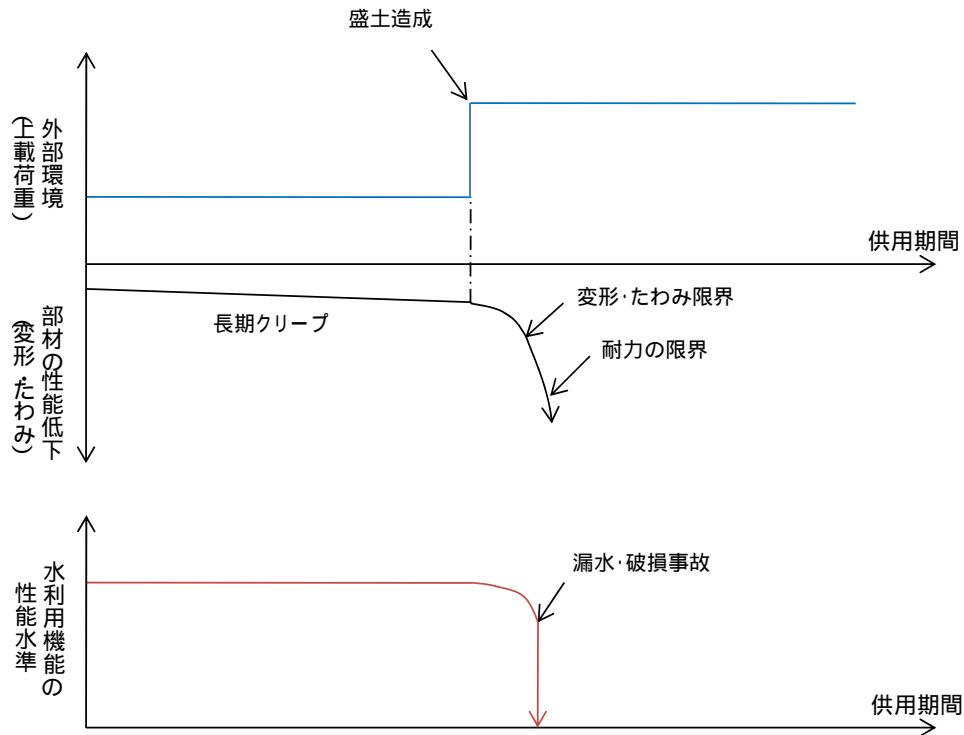 盛土造成
外部環境
(上載荷重)
供用期間
変形・たわみ限界
長期クリープ
耐力の限界
部材の性能低下
(変形・たわみ)
漏水・破損事故
水利用機能の
性能水準
供用期間